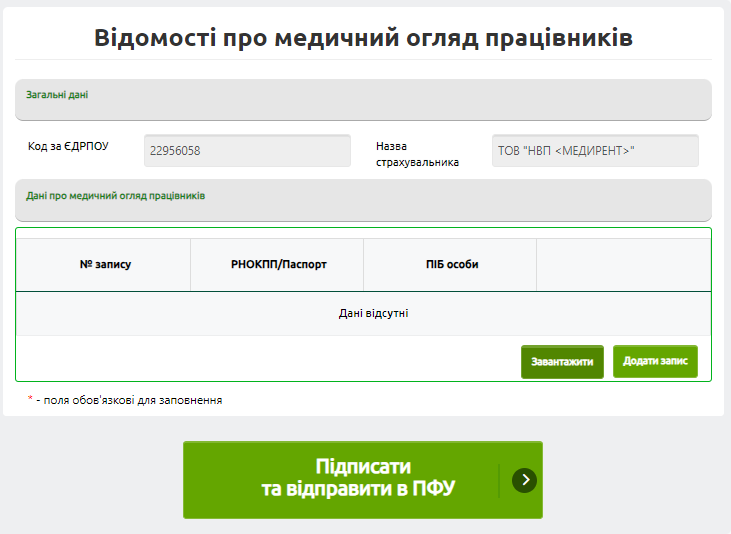 Відомості про медичний огляд працівників
Загальні дані
Код за ЄДРПОУ
22956058
Назва
страхувальника
ТОВ "НВП <МЕДИРЕНТ>"
Дані про медичний огляд працівників
№ запису
РНОКПП/Паспорт
ПІБ особи
Дані відсутні
Завантажити
Додати запис
* - поля обов'язкові для заповнення
Підписати
та відправити в ПФУ